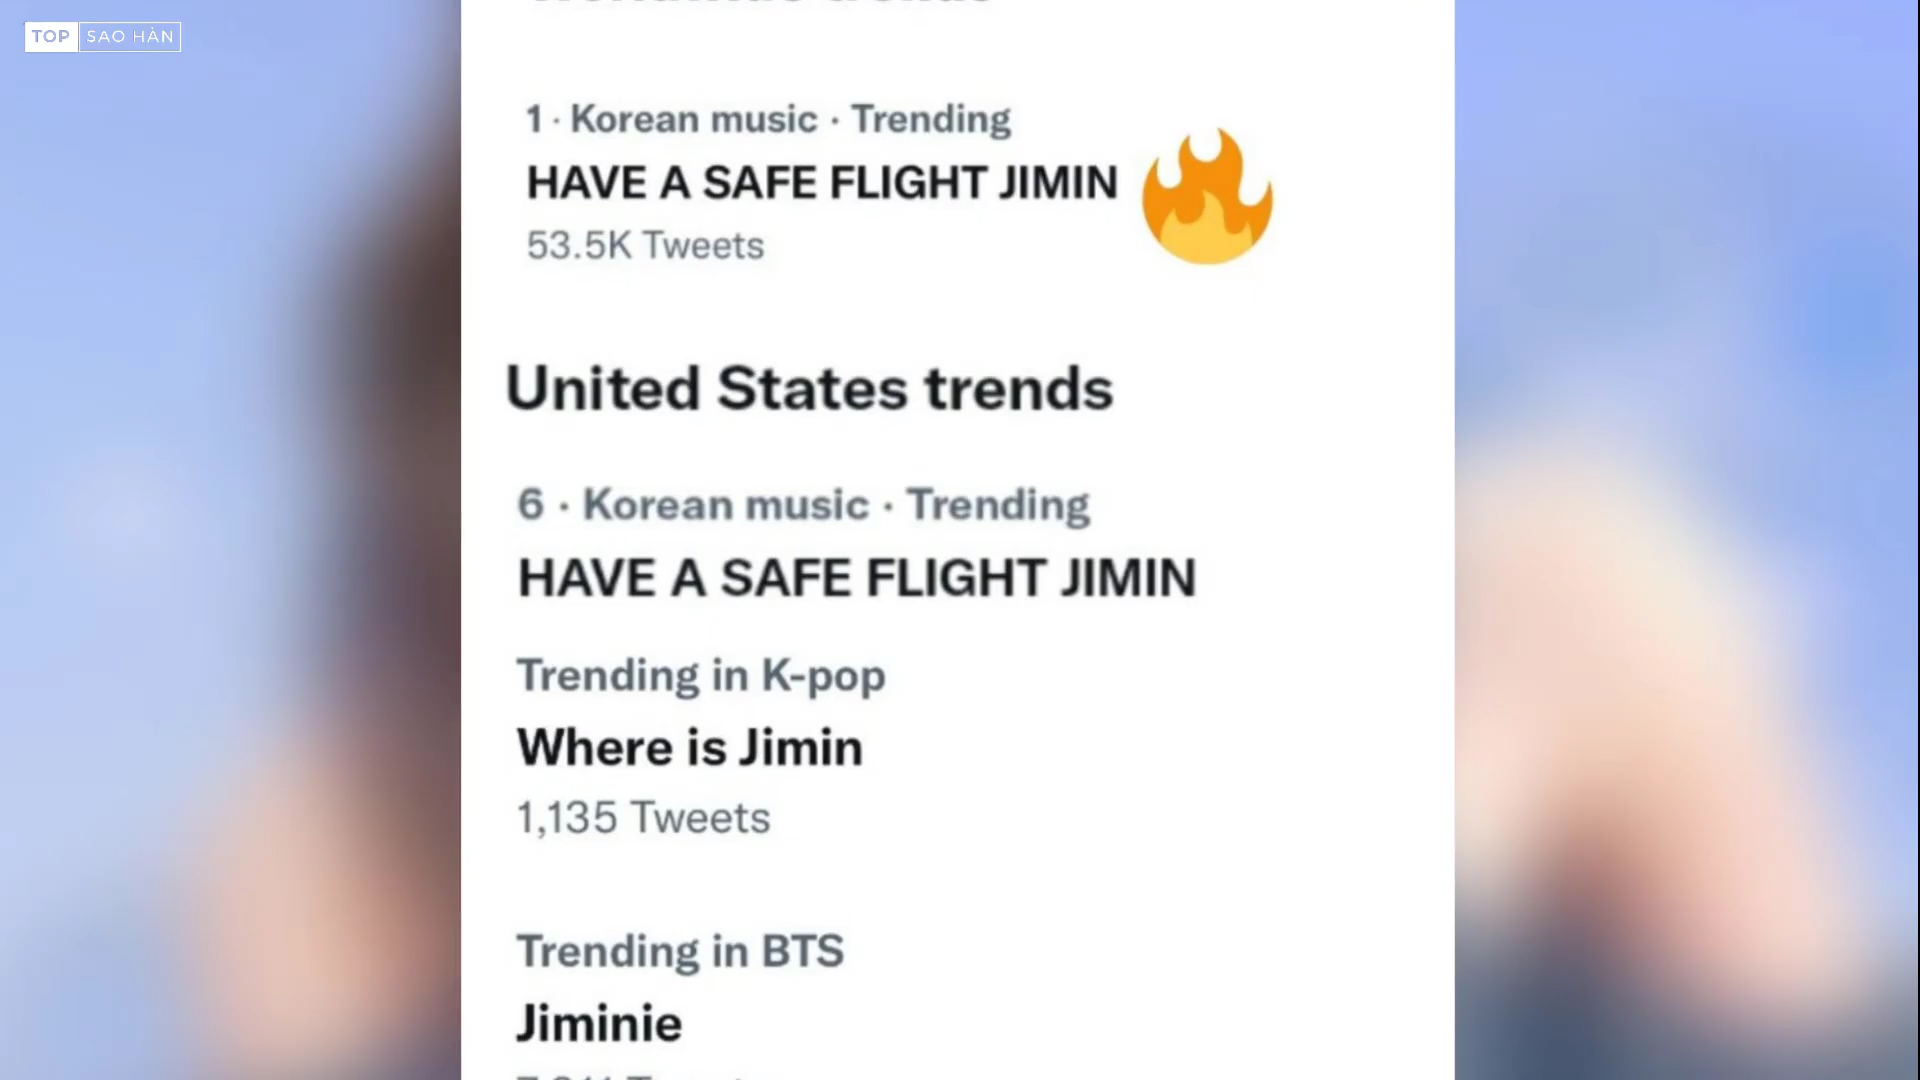 TOP SAO HÀN
Worldwide trends
1 · Korean music · Trending
HAVE A SAFE FLIGHT JIMIN
53.5K Tweets
United States trends
6 · Korean music · Trending
HAVE A SAFE FLIGHT JIMIN
Trending in K-pop
Where is Jimin
1,135 Tweets
Trending in BTS
Jiminie